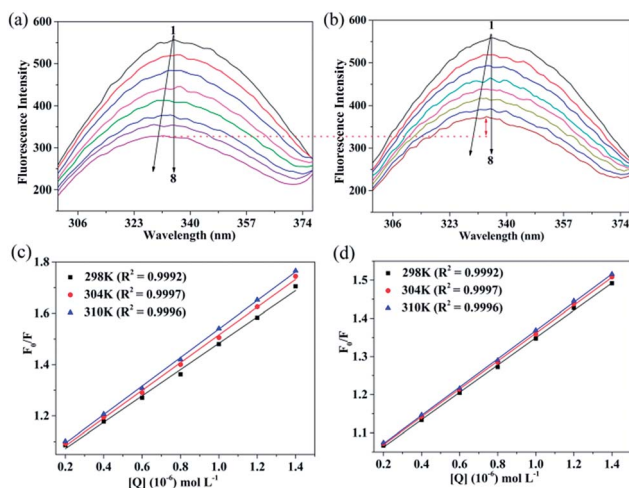 (a)
600
500
400
300
200
Fluorescence Intensity
1
8
306
323
340
357
374
Wavelength (nm)
(b)
600
500
400
300
200
Fluorescence Intensity
1
8
306
323
340
357
374
Wavelength (nm)
(c)
1.8
1.6
1.4
1.2
F₀/F
298K (R² = 0.9992)
304K (R² = 0.9997)
310K (R² = 0.9996)
0.2 0.4 0.6 0.8 1.0 1.2 1.4
[Q] (10⁻⁶) mol L⁻¹
(d)
1.5
1.4
1.3
1.2
1.1
F₀/F
298K (R² = 0.9992)
304K (R² = 0.9997)
310K (R² = 0.9996)
0.2 0.4 0.6 0.8 1.0 1.2 1.4
[Q] (10⁻⁶) mol L⁻¹